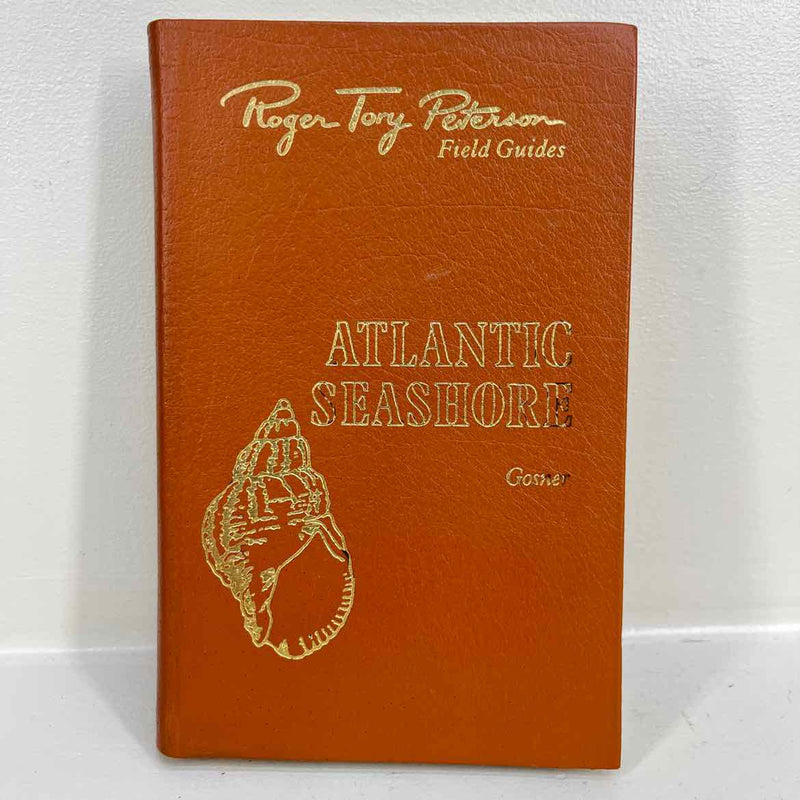 Roger Tory Peterson
Field Guides
ATLANTIC
SEASHORE
Gosner